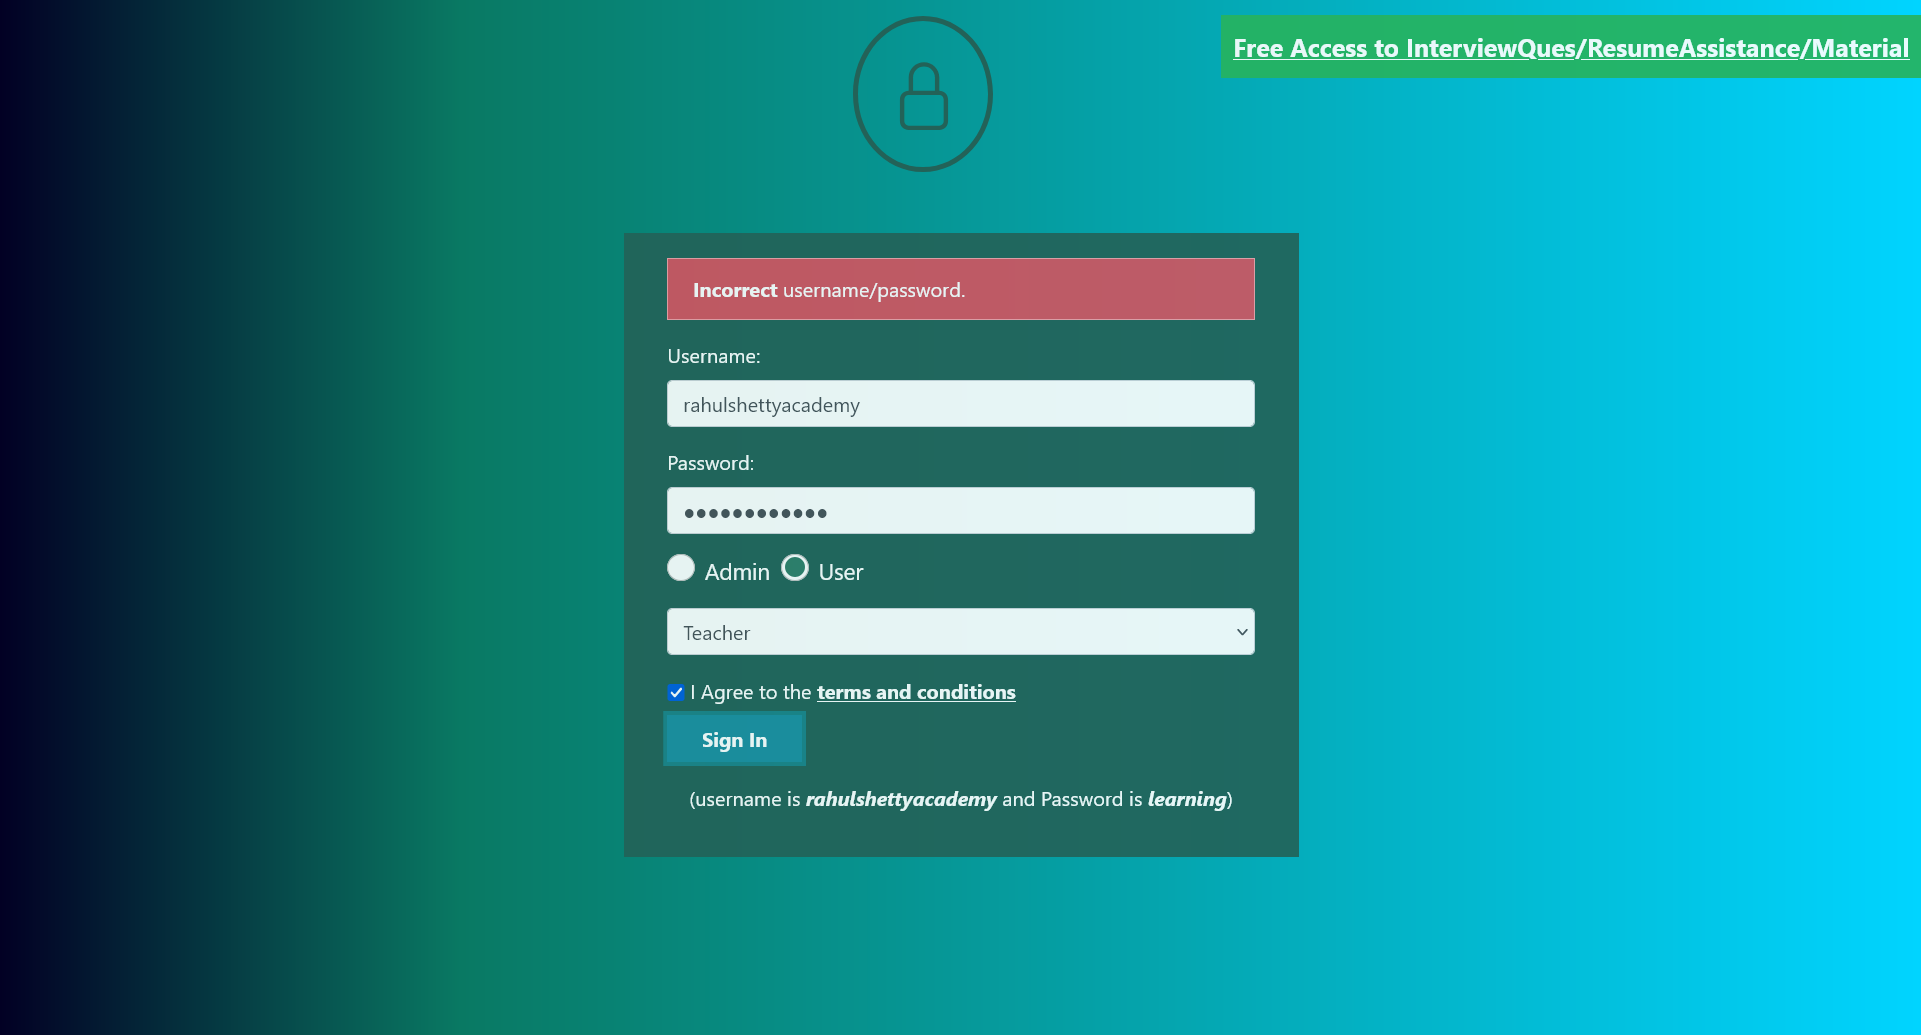 Free Access to InterviewQues/ResumeAssistance/Material
Incorrect username/password.
Username:
rahulshettyacademy
Password:
••••••••••••
Admin User
Teacher
I Agree to the terms and conditions
Sign In
(username is rahulshettyacademy and Password is learning)